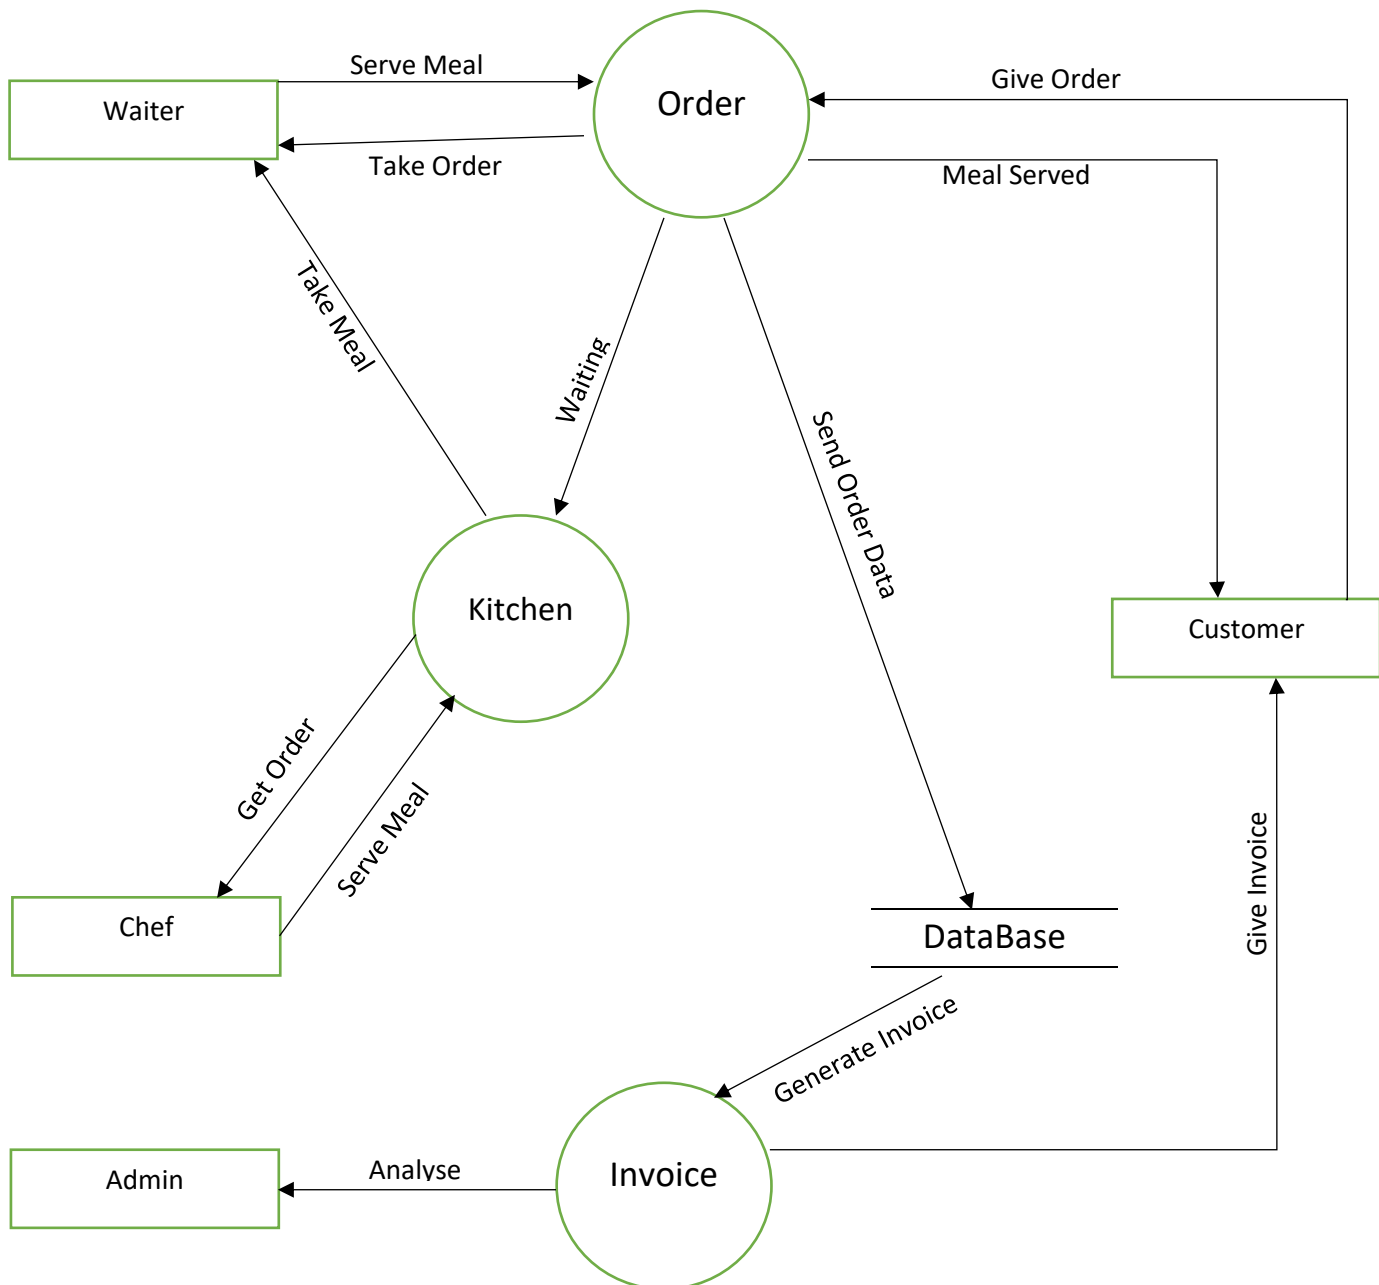 Serve Meal
Waiter
Order
Give Order
Take Order
Meal Served
Take Meal
Waiting
Send Order Data
Kitchen
Customer
Get Order
Serve Meal
Chef
DataBase
Give Invoice
Generate Invoice
Admin
Analyse
Invoice